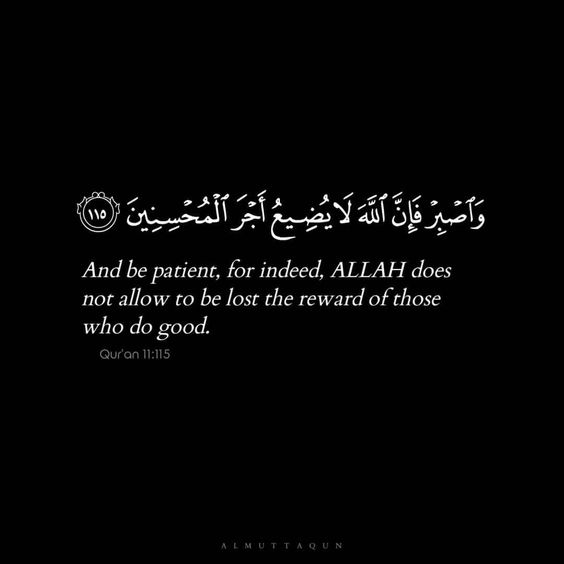 وَٱصۡبِرۡ فَإِنَّ ٱللَّهَ لَا يُضِيعُ أَجۡرَ ٱلۡمُحۡسِنِينَ ١١٥
And be patient, for indeed, ALLAH does
not allow to be lost the reward of those
who do good.
Qur'an 11:115
ALMUTTAQUN